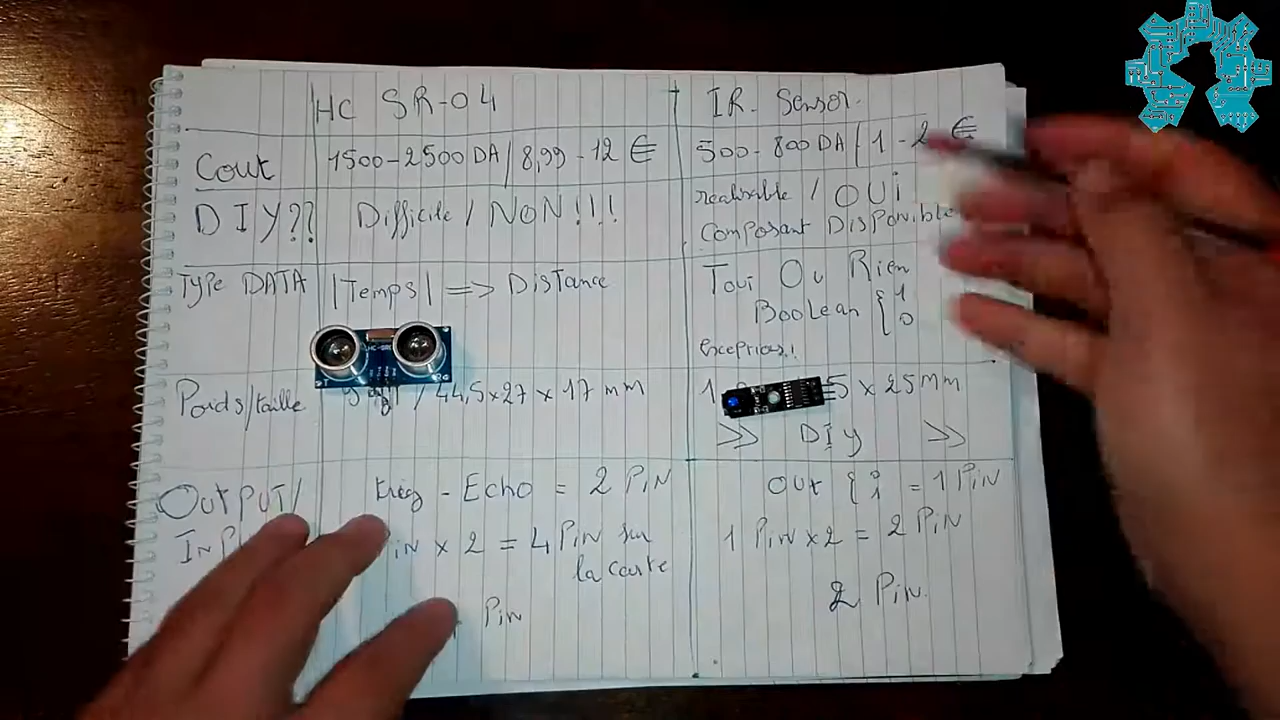 HC SR-04
IR-Sensor.
Cout
1500-2500 DA / 8,99 - 12 €
500-800 DA / 1 - 2 €
DIY??
Difficile / NON!!!
realisable / OUi
composant Disponible
Type DATA
|Temps| => Distance
Tout Ou Rien
Boolean { 1
0
exceptions!
Poids/taille
/ 44,5 x 27 x 17 mm
5 x 25 mm
>> DIY >>
OutPUT/
Trig - Echo = 2 PiN
Out { = 1 PiN
x 2 = 4 PiN sur
la carte
1 PiN x 2 = 2 PiN
PiN
2 PiN.